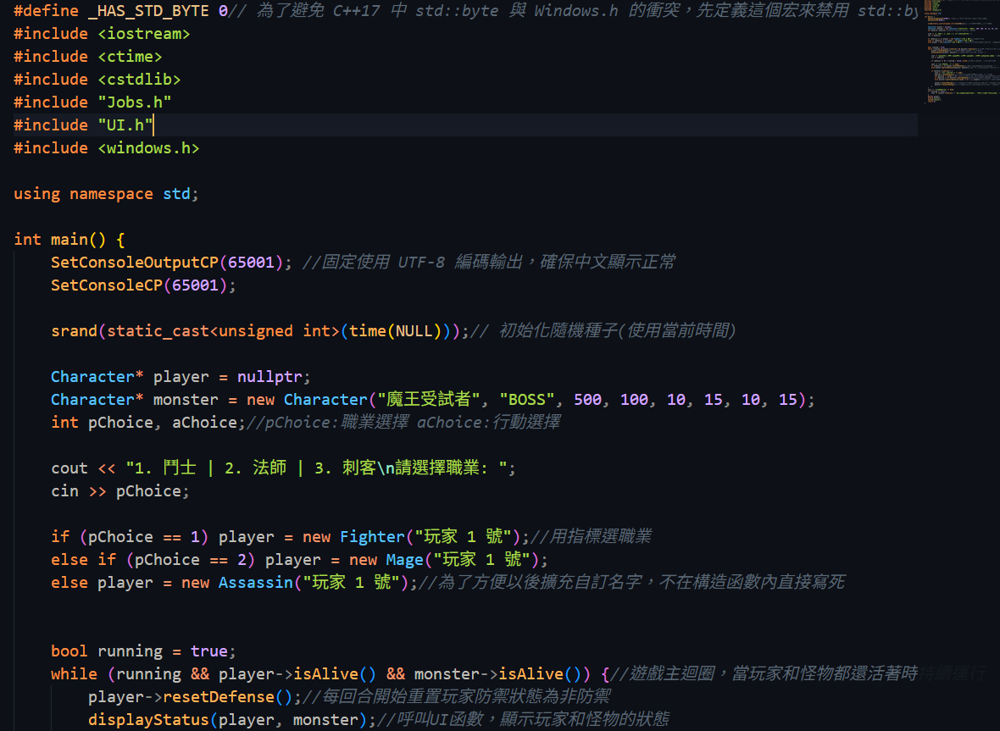 #define _HAS_STD_BYTE 0// 為了避免 C++17 中 std::byte 與 Windows.h 的衝突，先定義這個宏來禁用 std::by
#include <iostream>
#include <ctime>
#include <cstdlib>
#include "Jobs.h"
#include "UI.h"
#include <windows.h>
using namespace std;
int main() {
SetConsoleOutputCP(65001); //固定使用 UTF-8 編碼輸出，確保中文顯示正常
SetConsoleCP(65001);
srand(static_cast<unsigned int>(time(NULL)));// 初始化隨機種子(使用當前時間)
Character* player = nullptr;
Character* monster = new Character("魔王受試者", "BOSS", 500, 100, 10, 15, 10, 15);
int pChoice, aChoice;//pChoice:職業選擇 aChoice:行動選擇
cout << "1. 鬥士 | 2. 法師 | 3. 刺客\n請選擇職業: ";
cin >> pChoice;
if (pChoice == 1) player = new Fighter("玩家 1 號");//用指標選職業
else if (pChoice == 2) player = new Mage("玩家 1 號");
else player = new Assassin("玩家 1 號");//為了方便以後擴充自訂名字，不在構造函數內直接寫死
bool running = true;
while (running && player->isAlive() && monster->isAlive()) {//遊戲主迴圈，當玩家和怪物都還活著時持續運行
player->resetDefense();//每回合開始重置玩家防禦狀態為非防禦
displayStatus(player, monster);//呼叫UI函數，顯示玩家和怪物的狀態